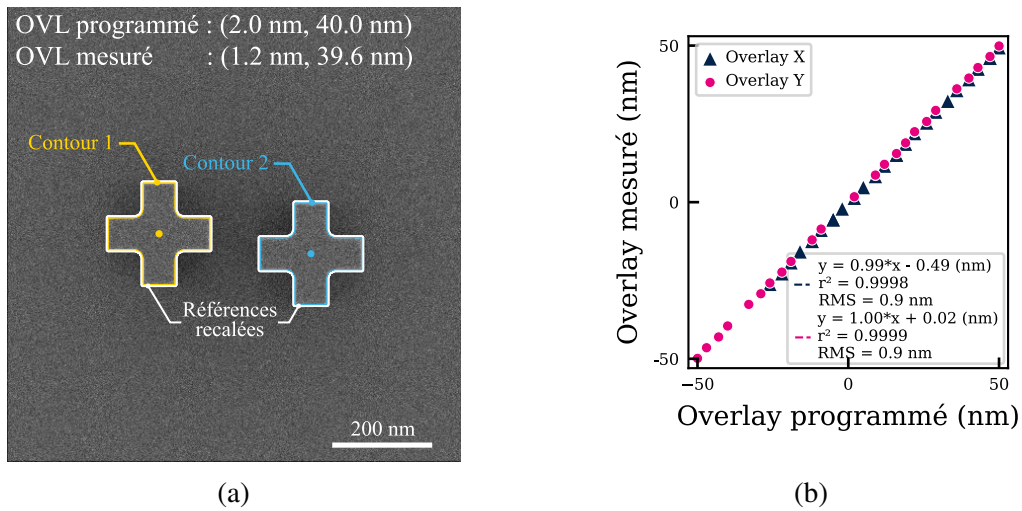 OVL programmé : (2.0 nm, 40.0 nm)
OVL mesuré : (1.2 nm, 39.6 nm)
Contour 1
Contour 2
Références
recalées
200 nm
(a)
Overlay mesuré (nm)
50
0
-50
Overlay X
Overlay Y
y = 0.99*x - 0.49 (nm)
r² = 0.9998
RMS = 0.9 nm
y = 1.00*x + 0.02 (nm)
r² = 0.9999
RMS = 0.9 nm
−50
0
50
Overlay programmé (nm)
(b)